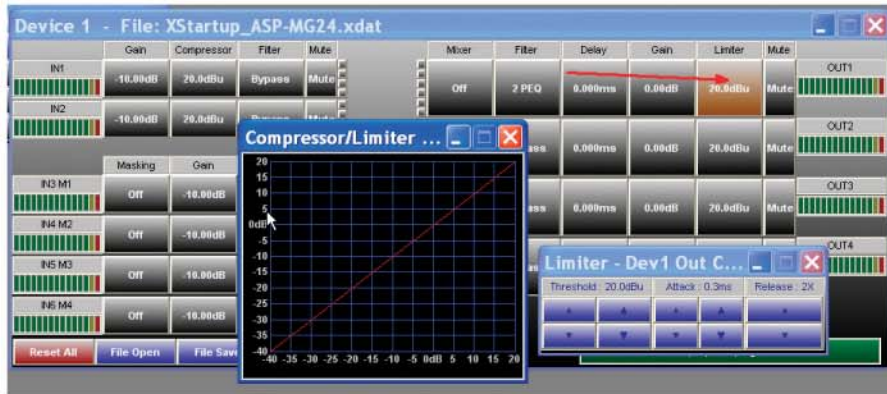 Device 1 - File: XStartup_ASP-MG24.xdat
Gain Compressor Filter Mute Mixer Filter Delay Gain Limiter Mute
IN1 -10.00dB 20.0dBu Bypass Mute Off 2 PEQ 0.000ms 0.00dB 20.0dBu Mute OUT1
IN2 -10.00dB 20.0dBu
0.000ms 0.00dB 20.0dBu Mute OUT2
Masking Gain
IN3 M1 Off -10.00dB
0.000ms 0.00dB 20.0dBu Mute OUT3
IN4 M2 Off -10.00dB
OUT4
IN5 M3 Off -10.00dB
IN6 M4 Off -10.00dB
Reset All File Open File Save
Compressor/Limiter ...
20
15
10
5
0dB
-5
-10
-15
-20
-25
-30
-35
-40
-40 -35 -30 -25 -20 -15 -10 -5 0dB 5 10 15 20
Limiter - Dev1 Out C...
Threshold : 20.0dBu Attack : 0.3ms Release : 2X